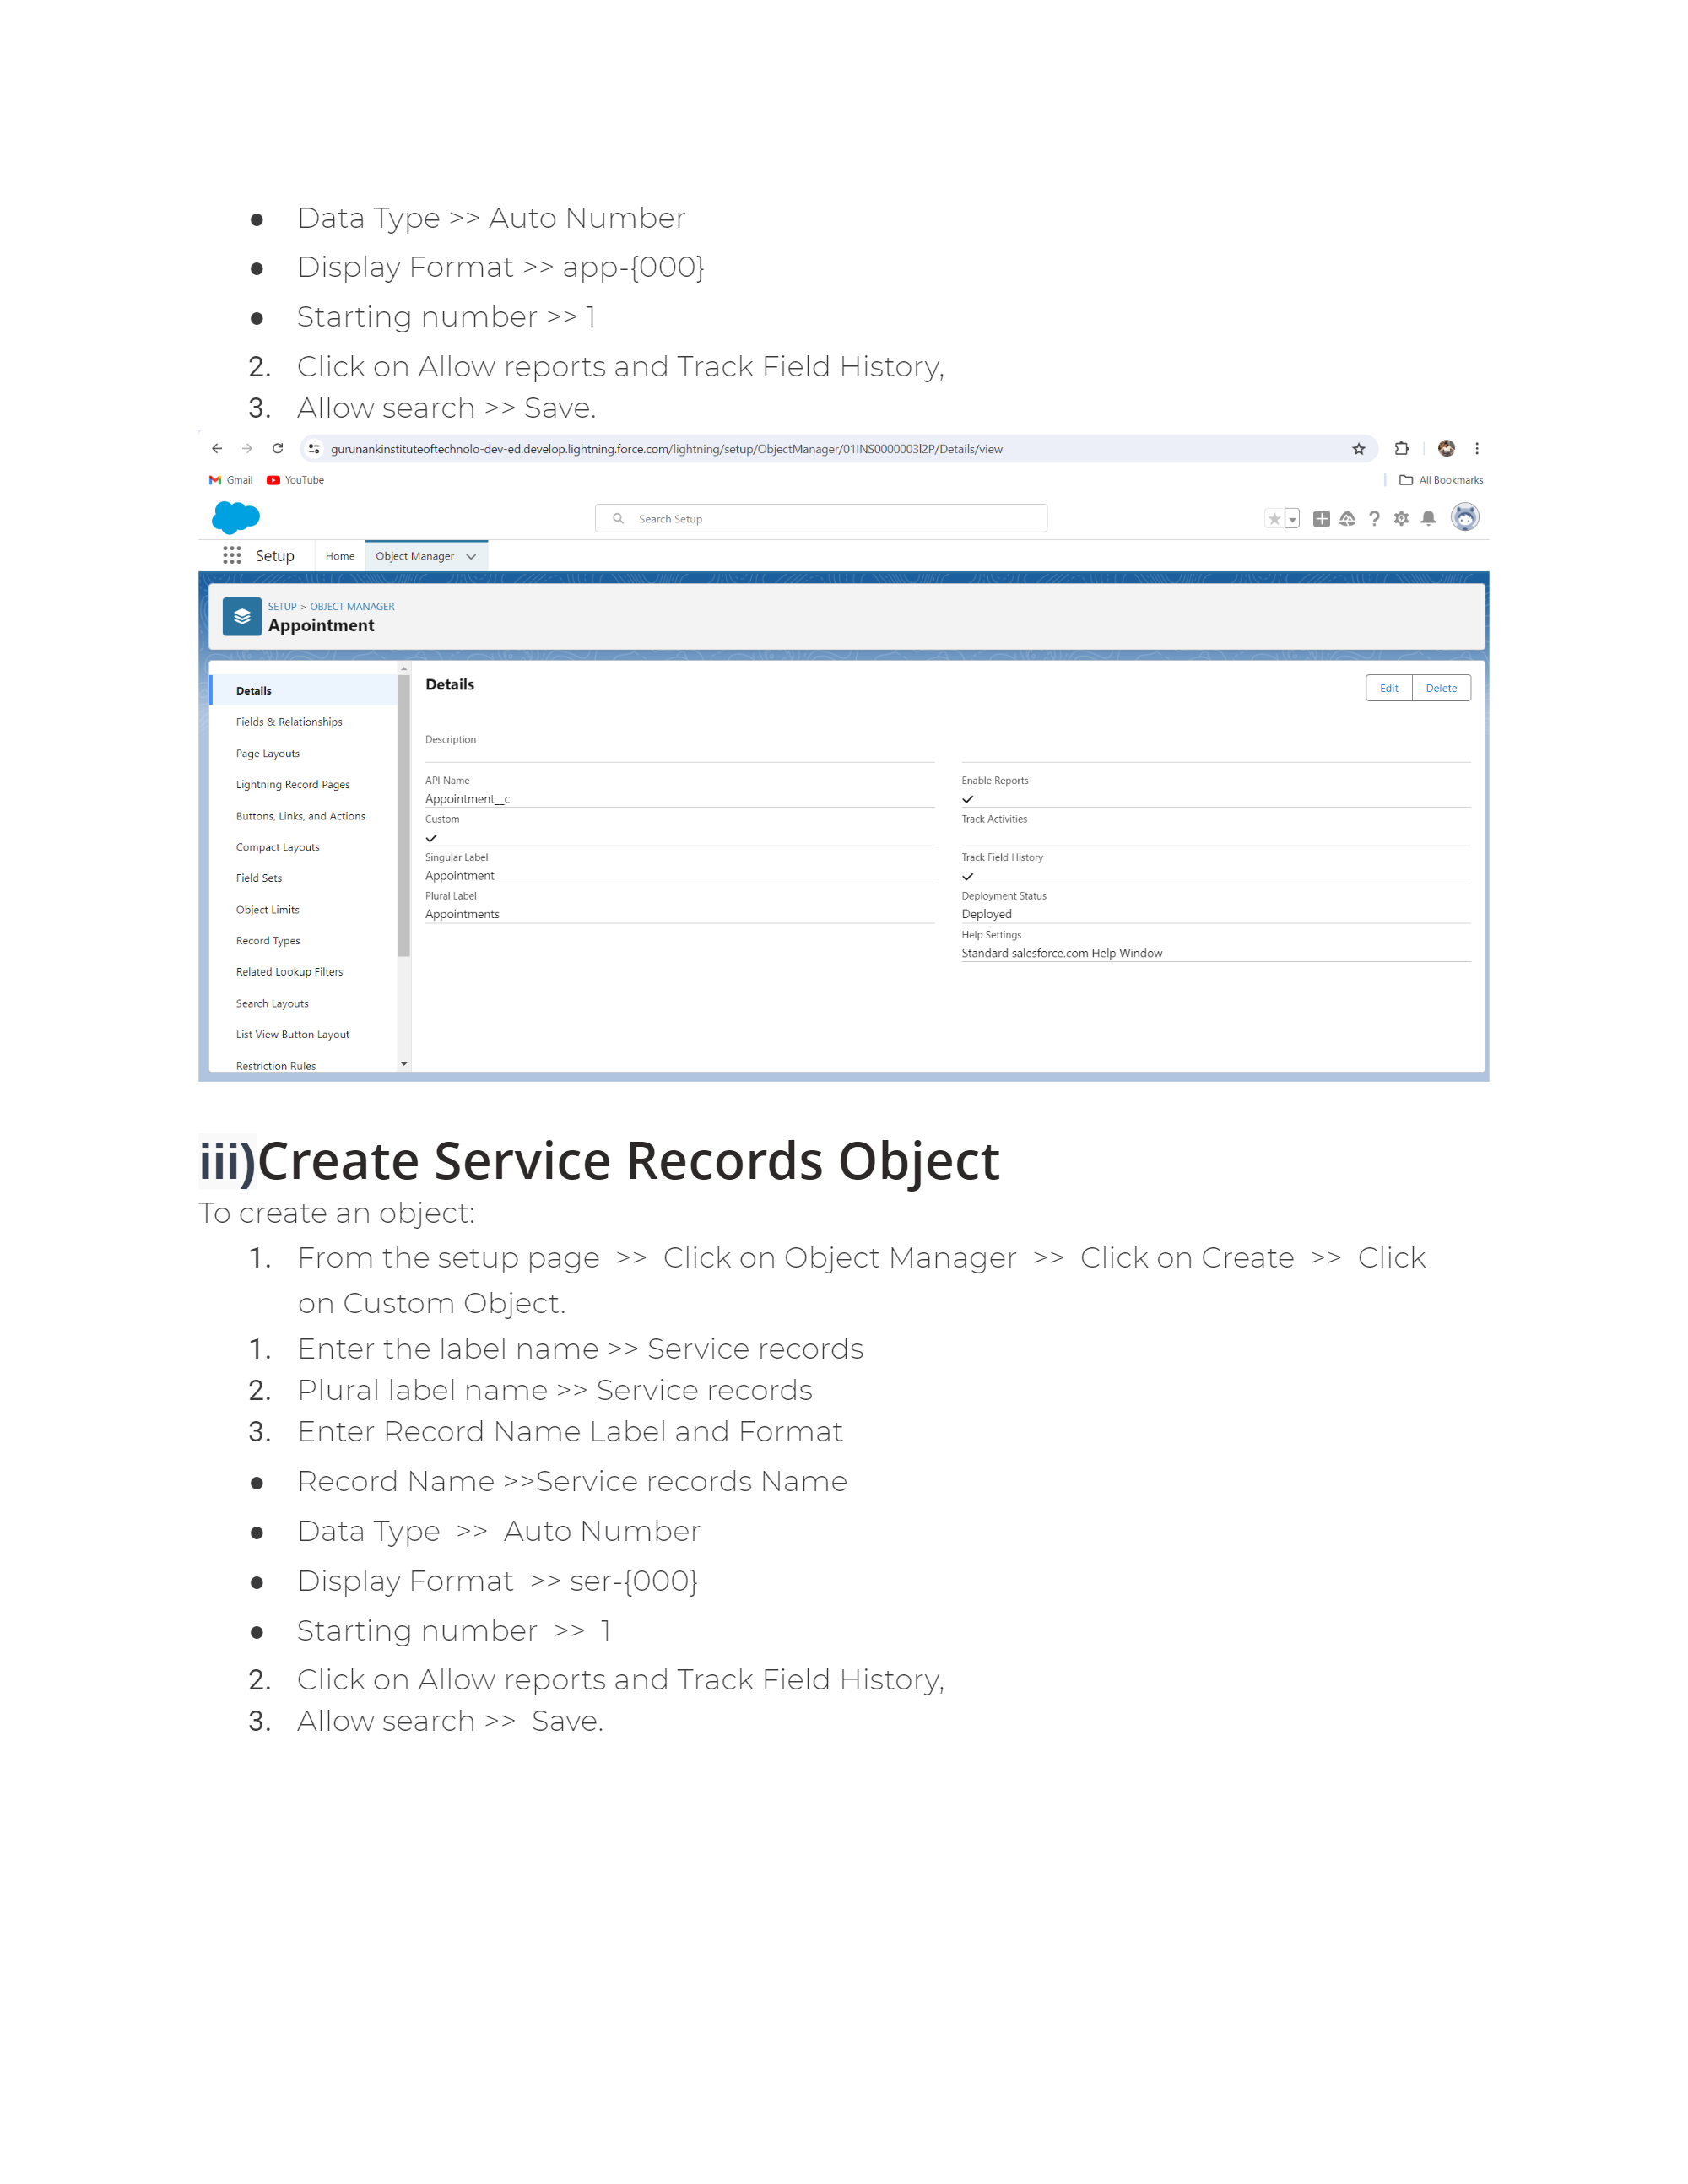 ● Data Type >> Auto Number
● Display Format >> app-{000}
● Starting number >> 1
2. Click on Allow reports and Track Field History,
3. Allow search >> Save.
gurunankinstituteoftechnolo-dev-ed.develop.lightning.force.com/lightning/setup/ObjectManager/01INS0000003l2P/Details/view
Gmail YouTube All Bookmarks
Search Setup
Setup Home Object Manager
SETUP > OBJECT MANAGER
Appointment
Details
Fields & Relationships
Page Layouts
Lightning Record Pages
Buttons, Links, and Actions
Compact Layouts
Field Sets
Object Limits
Record Types
Related Lookup Filters
Search Layouts
List View Button Layout
Restriction Rules
Details Edit Delete
Description
API Name
Appointment__c
Custom
Singular Label
Appointment
Plural Label
Appointments
Enable Reports
Track Activities
Track Field History
Deployment Status
Deployed
Help Settings
Standard salesforce.com Help Window
iii)Create Service Records Object
To create an object:
1. From the setup page >> Click on Object Manager >> Click on Create >> Click
on Custom Object.
1. Enter the label name >> Service records
2. Plural label name >> Service records
3. Enter Record Name Label and Format
● Record Name >>Service records Name
● Data Type >> Auto Number
● Display Format >> ser-{000}
● Starting number >> 1
2. Click on Allow reports and Track Field History,
3. Allow search >> Save.